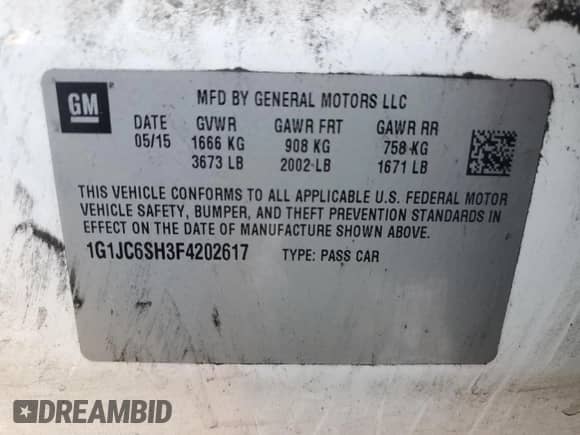 GM
MFD BY GENERAL MOTORS LLC
DATE GVWR GAWR FRT GAWR RR
05/15 1666 KG 908 KG 758 KG
3673 LB 2002 LB 1671 LB
THIS VEHICLE CONFORMS TO ALL APPLICABLE U.S. FEDERAL MOTOR
VEHICLE SAFETY, BUMPER, AND THEFT PREVENTION STANDARDS IN
EFFECT ON THE DATE OF MANUFACTURE SHOWN ABOVE.
1G1JC6SH3F4202617 TYPE: PASS CAR
DREAMBID